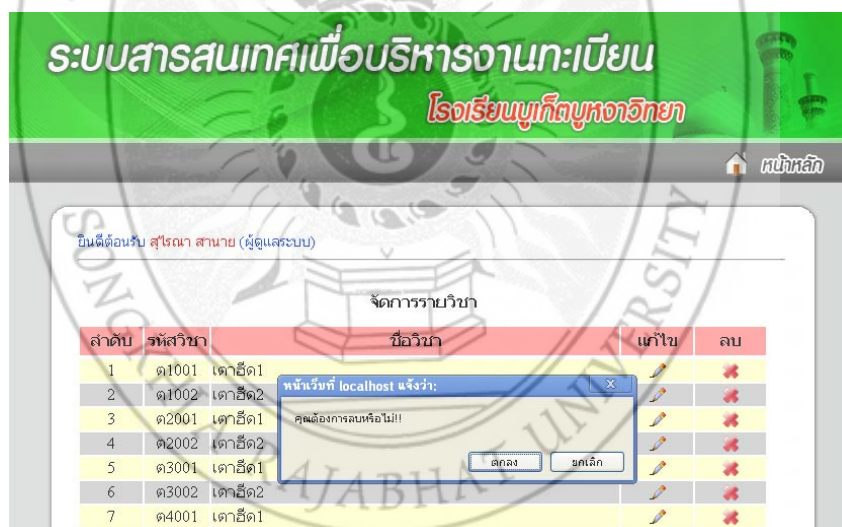 ระบบสารสนเทศเพื่อบริหารงานทะเบียน
โรงเรียนบูเก็ตบูหงาวิทยา
หน้าหลัก
ยินดีต้อนรับ สุไรณา สานาย (ผู้ดูแลระบบ)
จัดการรายวิชา
ลำดับ รหัสวิชา ชื่อวิชา แก้ไข ลบ
1 ต1001 เตาฮีด1
2 ต1002 เตาฮีด2
3 ต2001 เตาฮีด1
4 ต2002 เตาฮีด2
5 ต3001 เตาฮีด1
6 ต3002 เตาฮีด2
7 ต4001 เตาฮีด1
หน้าเว็บที่ localhost แจ้งว่า:
คุณต้องการลบหรือไม่!!
ตกลง ยกเลิก
SONGKHLA RAJABHAT UNIVERSITY